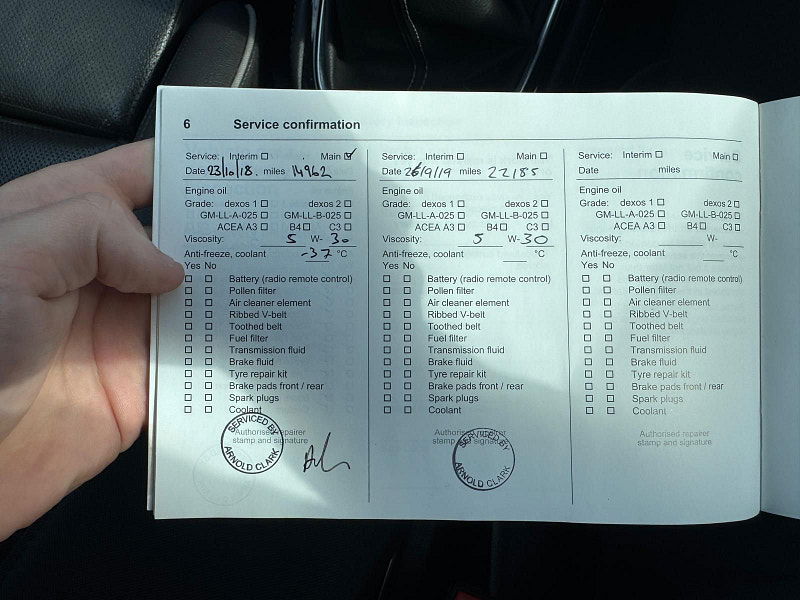 6 Service confirmation
Service: Interim ☐ Main ☑
Date 23/10/18. miles 14962
Engine oil
Grade: dexos 1 ☐ dexos 2 ☐
GM-LL-A-025 ☐ GM-LL-B-025 ☐
ACEA A3 ☐ B4 ☐ C3 ☐
Viscosity: 5 W- 30
Anti-freeze, coolant -37 °C
Yes No
☐ ☐ Battery (radio remote control)
☐ ☐ Pollen filter
☐ ☐ Air cleaner element
☐ ☐ Ribbed V-belt
☐ ☐ Toothed belt
☐ ☐ Fuel filter
☐ ☐ Transmission fluid
☐ ☐ Brake fluid
☐ ☐ Tyre repair kit
☐ ☐ Brake pads front / rear
☐ ☐ Spark plugs
☐ ☐ Coolant
Authorised repairer
stamp and signature
SERVICED BY
ARNOLD CLARK
Service: Interim ☐ Main ☐
Date 26/9/19 miles 22185
Engine oil
Grade: dexos 1 ☐ dexos 2 ☐
GM-LL-A-025 ☐ GM-LL-B-025 ☐
ACEA A3 ☐ B4 ☐ C3 ☐
Viscosity: 5 W- 30
Anti-freeze, coolant °C
Yes No
☐ ☐ Battery (radio remote control)
☐ ☐ Pollen filter
☐ ☐ Air cleaner element
☐ ☐ Ribbed V-belt
☐ ☐ Toothed belt
☐ ☐ Fuel filter
☐ ☐ Transmission fluid
☐ ☐ Brake fluid
☐ ☐ Tyre repair kit
☐ ☐ Brake pads front / rear
☐ ☐ Spark plugs
☐ ☐ Coolant
Authorised repairer
stamp and signature
SERVICED BY
ARNOLD CLARK
Service: Interim ☐ Main ☐
Date miles
Engine oil
Grade: dexos 1 ☐ dexos 2 ☐
GM-LL-A-025 ☐ GM-LL-B-025 ☐
ACEA A3 ☐ B4 ☐ C3 ☐
Viscosity: W-
Anti-freeze, coolant °C
Yes No
☐ ☐ Battery (radio remote control)
☐ ☐ Pollen filter
☐ ☐ Air cleaner element
☐ ☐ Ribbed V-belt
☐ ☐ Toothed belt
☐ ☐ Fuel filter
☐ ☐ Transmission fluid
☐ ☐ Brake fluid
☐ ☐ Tyre repair kit
☐ ☐ Brake pads front / rear
☐ ☐ Spark plugs
☐ ☐ Coolant
Authorised repairer
stamp and signature